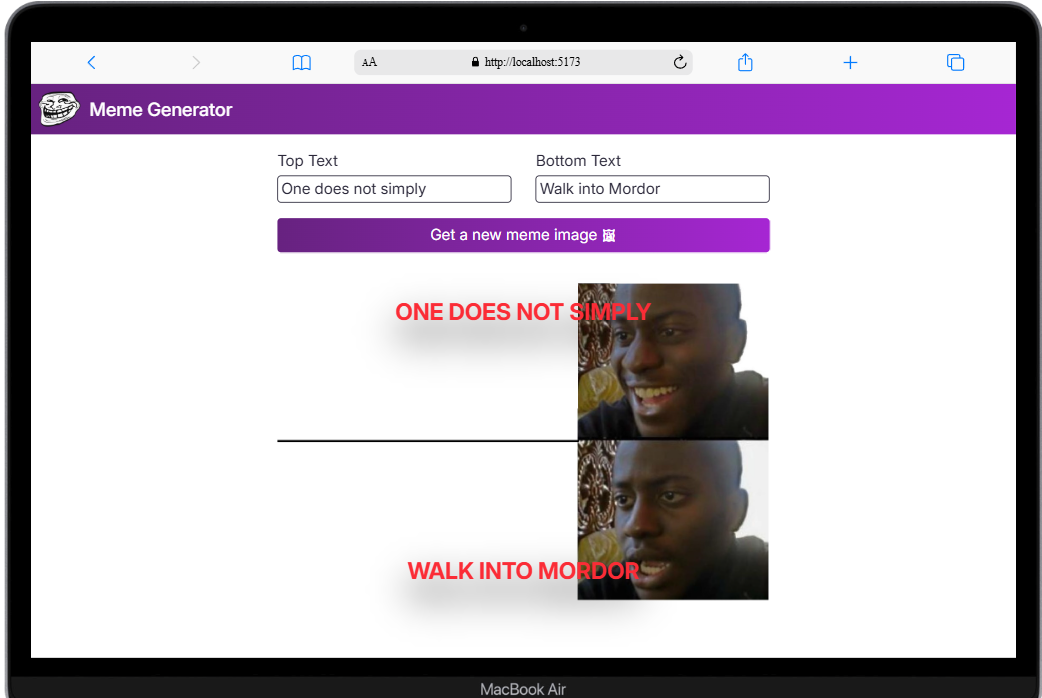 AA http://localhost:5173
Meme Generator
Top Text Bottom Text
One does not simply Walk into Mordor
Get a new meme image 🖼
ONE DOES NOT SIMPLY
WALK INTO MORDOR
MacBook Air